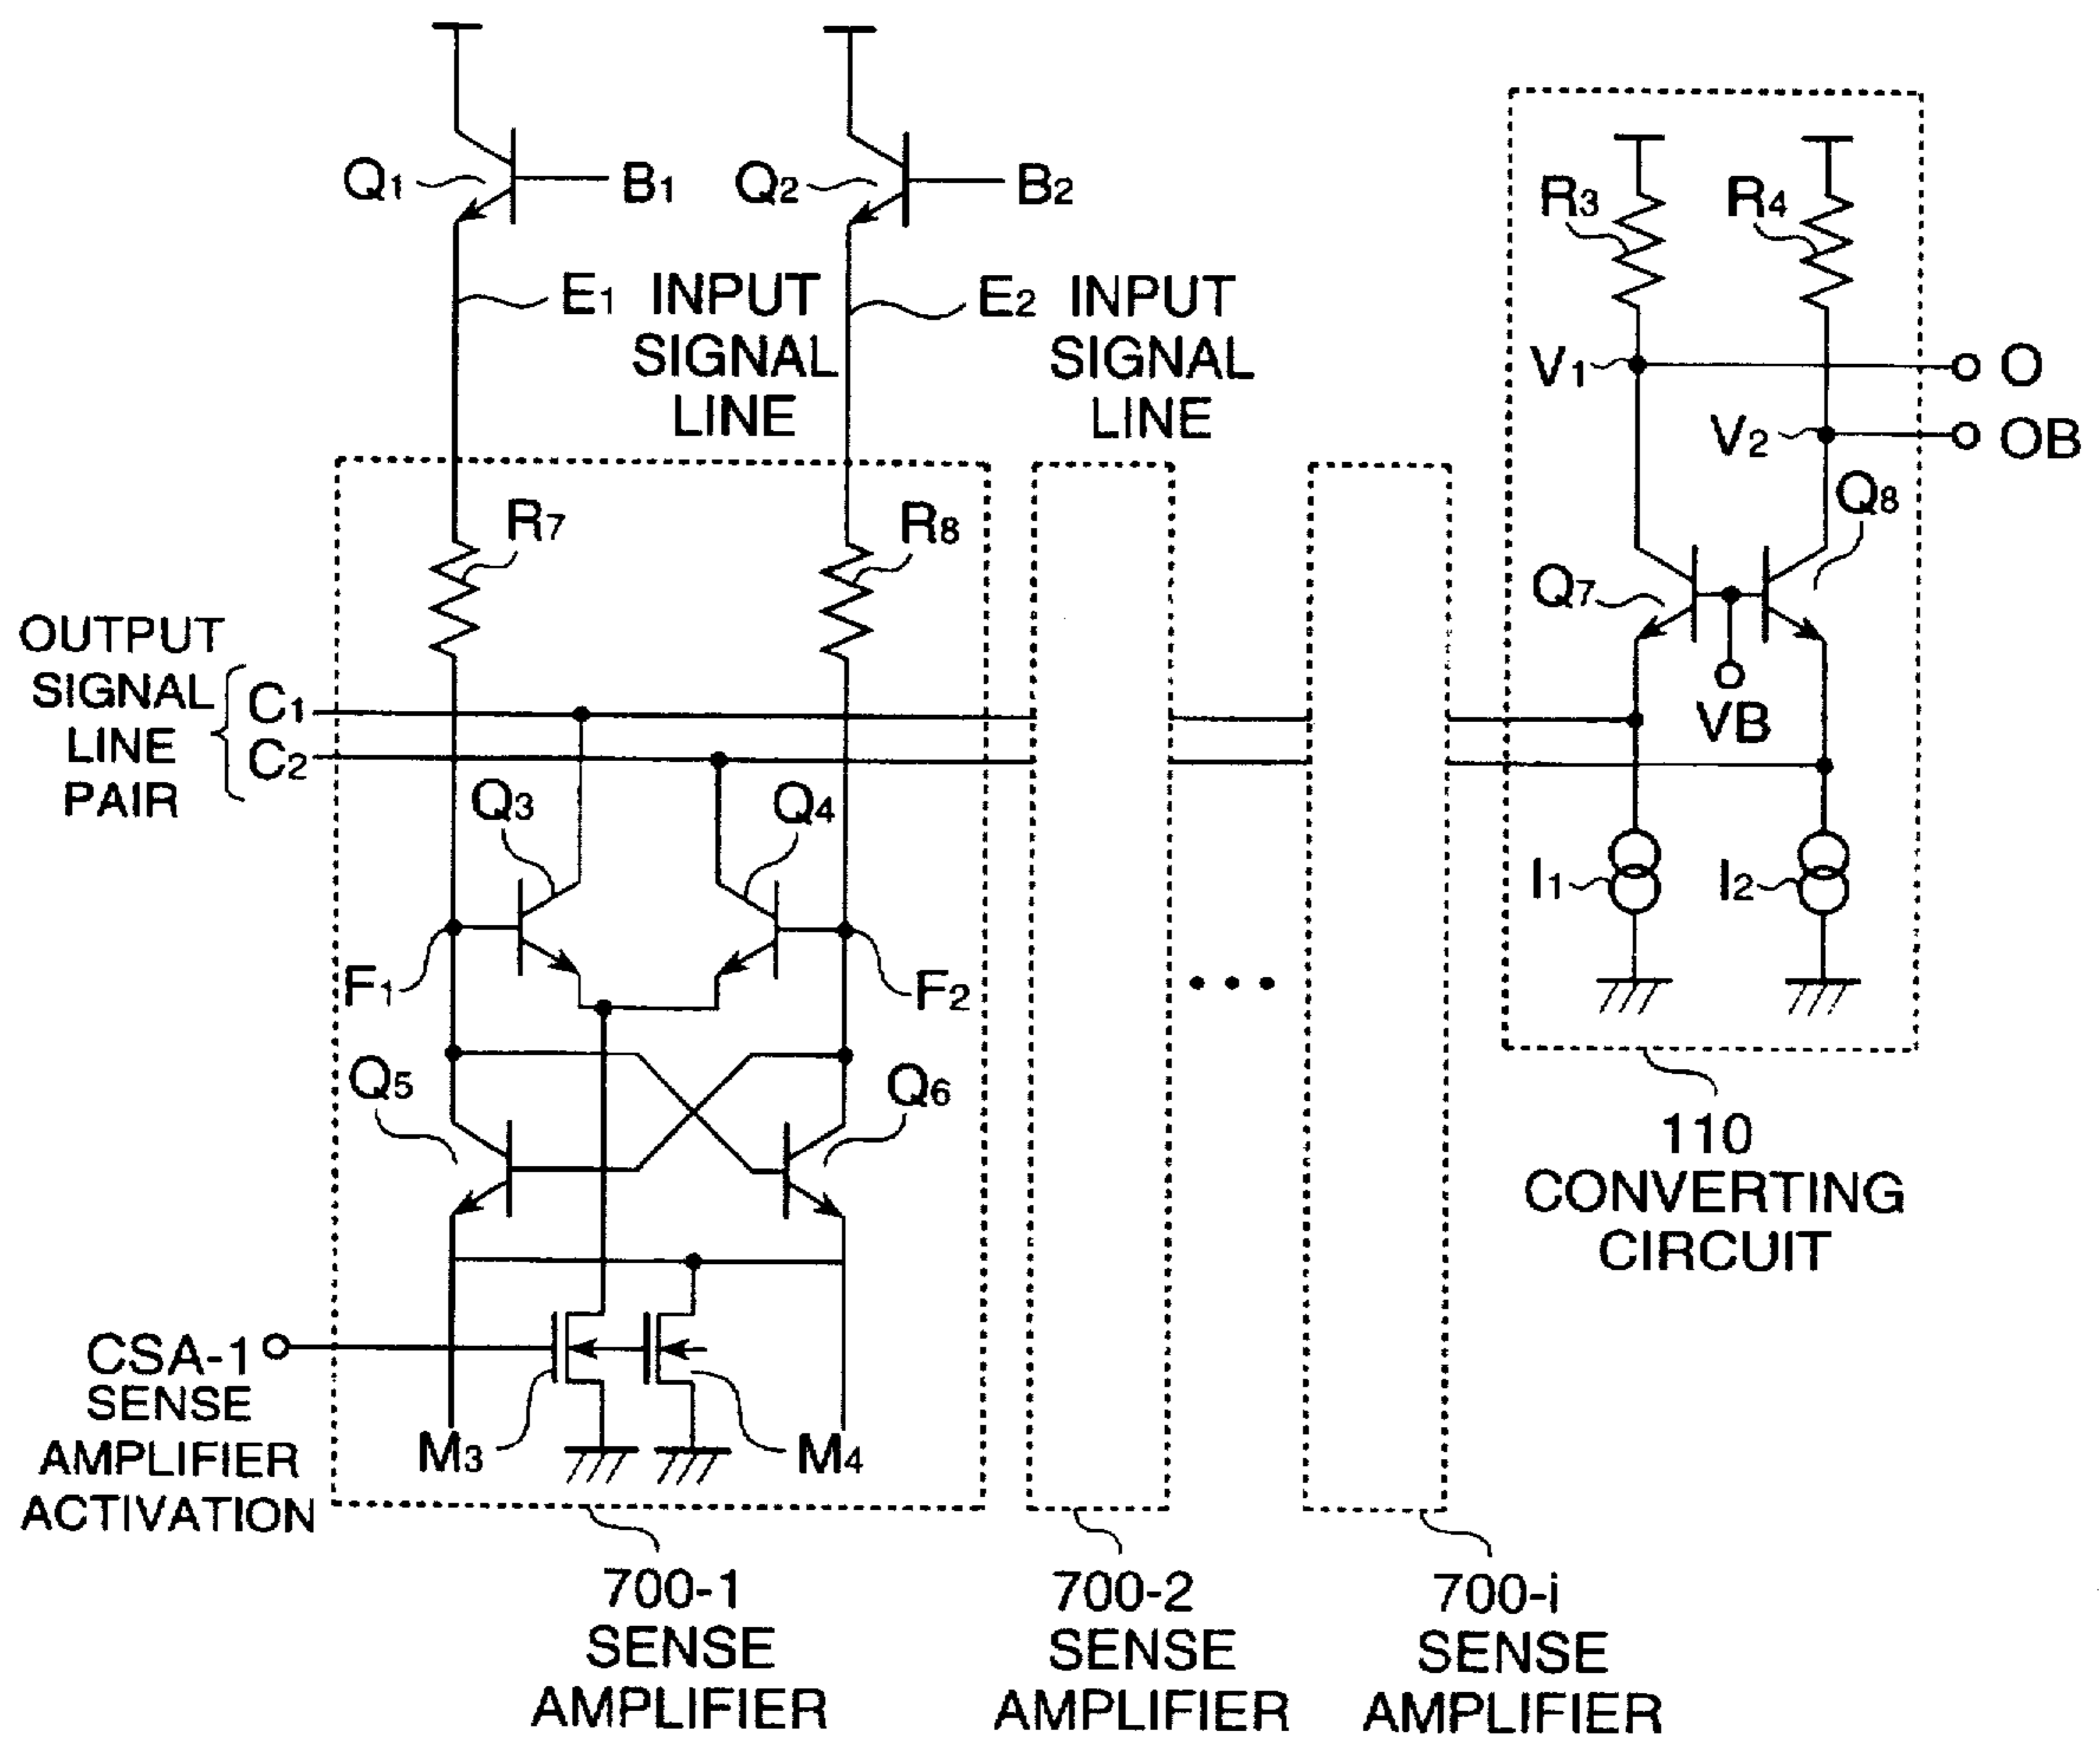 Q1
B1
Q2
B2
E1 INPUT
SIGNAL
LINE
E2 INPUT
SIGNAL
LINE
R3
R4
V1
O
V2
OB
R7
R8
Q8
Q7
VB
OUTPUT
SIGNAL
LINE
PAIR
C1
C2
Q3
Q4
I1
I2
F1
F2
Q5
Q6
110
CONVERTING
CIRCUIT
CSA-1
SENSE
AMPLIFIER
ACTIVATION
M3
M4
700-1
SENSE
AMPLIFIER
700-2
SENSE
AMPLIFIER
700-i
SENSE
AMPLIFIER